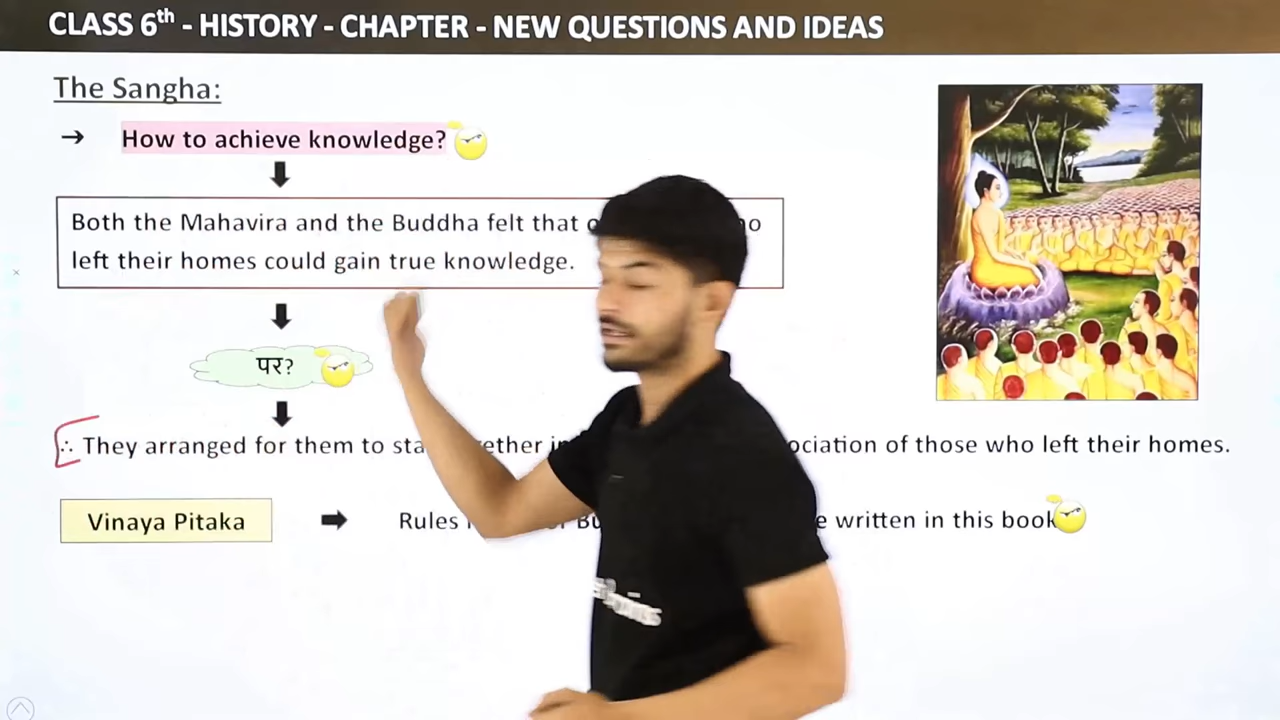 CLASS 6th - HISTORY - CHAPTER - NEW QUESTIONS AND IDEAS
The Sangha:
→ How to achieve knowledge?
Both the Mahavira and the Buddha felt that
left their homes could gain true knowledge.
पर?
∴ They arranged for them to of those who left their homes.
Vinaya Pitaka → Rules written in this book